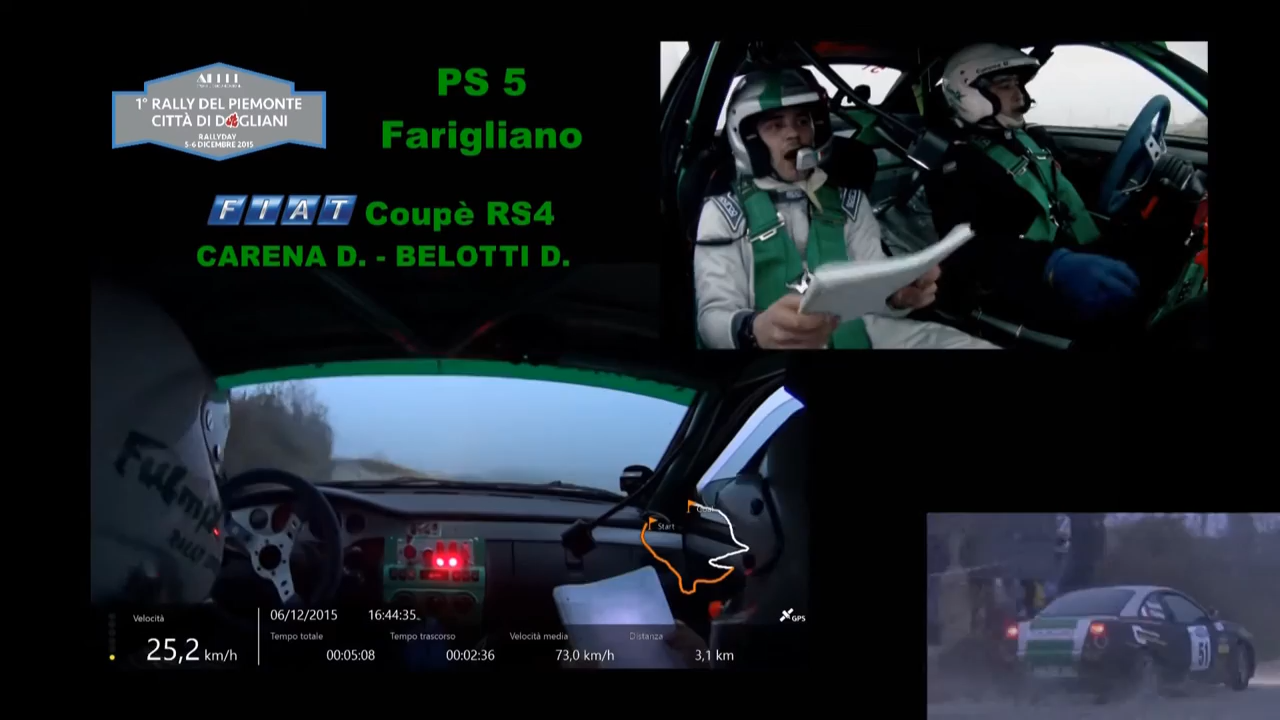 1° RALLY DEL PIEMONTE
CITTÀ DI DOGLIANI
RALLYDAY
5-6 DICEMBRE 2015
PS 5
Farigliano
FIAT Coupè RS4
CARENA D. - BELOTTI D.
Start
Goal
Velocità
25,2 km/h
06/12/2015 16:44:35
Tempo totale Tempo trascorso Velocità media Distanza
00:05:08 00:02:36 73,0 km/h 3,1 km
GPS
51